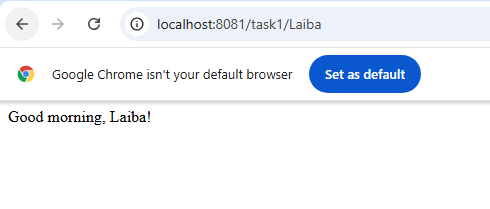 localhost:8081/task1/Laiba
Google Chrome isn't your default browser Set as default
Good morning, Laiba!